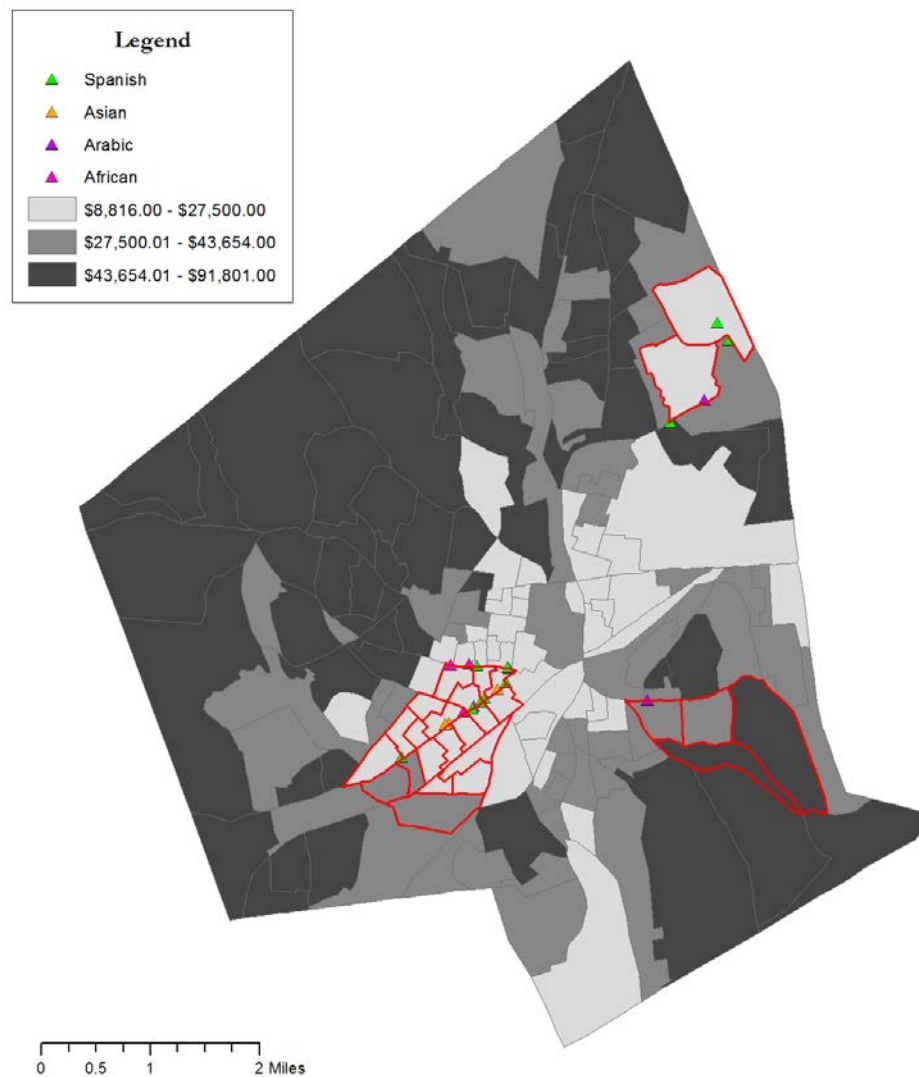 Legend
Spanish
Asian
Arabic
African
$8,816.00 - $27,500.00
$27,500.01 - $43,654.00
$43,654.01 - $91,801.00
0 0.5 1 2 Miles